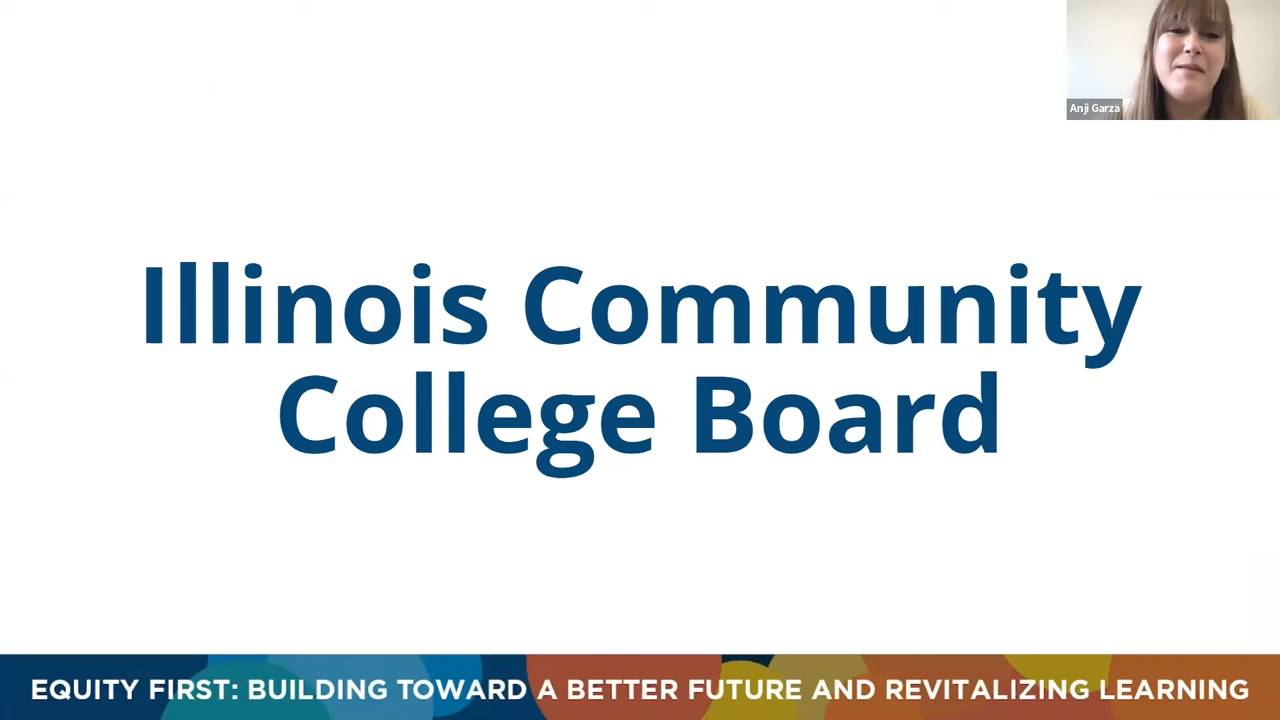 Anji Garza
Illinois Community
College Board
EQUITY FIRST: BUILDING TOWARD A BETTER FUTURE AND REVITALIZING LEARNING